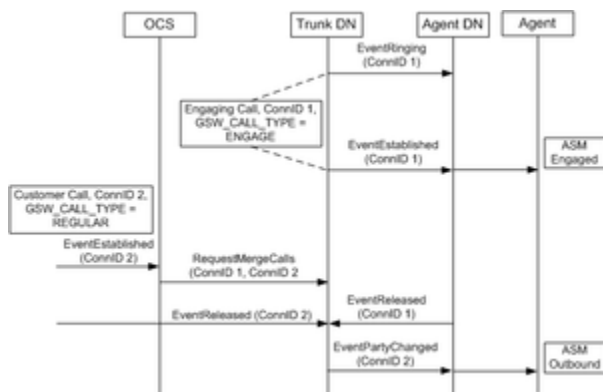 OCS
Trunk DN
Agent DN
Agent
EventRinging
(ConnID 1)
Engaging Call, ConnID 1,
GSW_CALL_TYPE =
ENGAGE
EventEstablished
(ConnID 1)
ASM
Engaged
Customer Call, ConnID 2,
GSW_CALL_TYPE =
REGULAR
EventEstablished
(ConnID 2)
RequestMergeCalls
(ConnID 1, ConnID 2
EventReleased (ConnID 2)
EventReleased
(ConnID 1)
EventPartyChanged
(ConnID 2)
ASM
Outbound